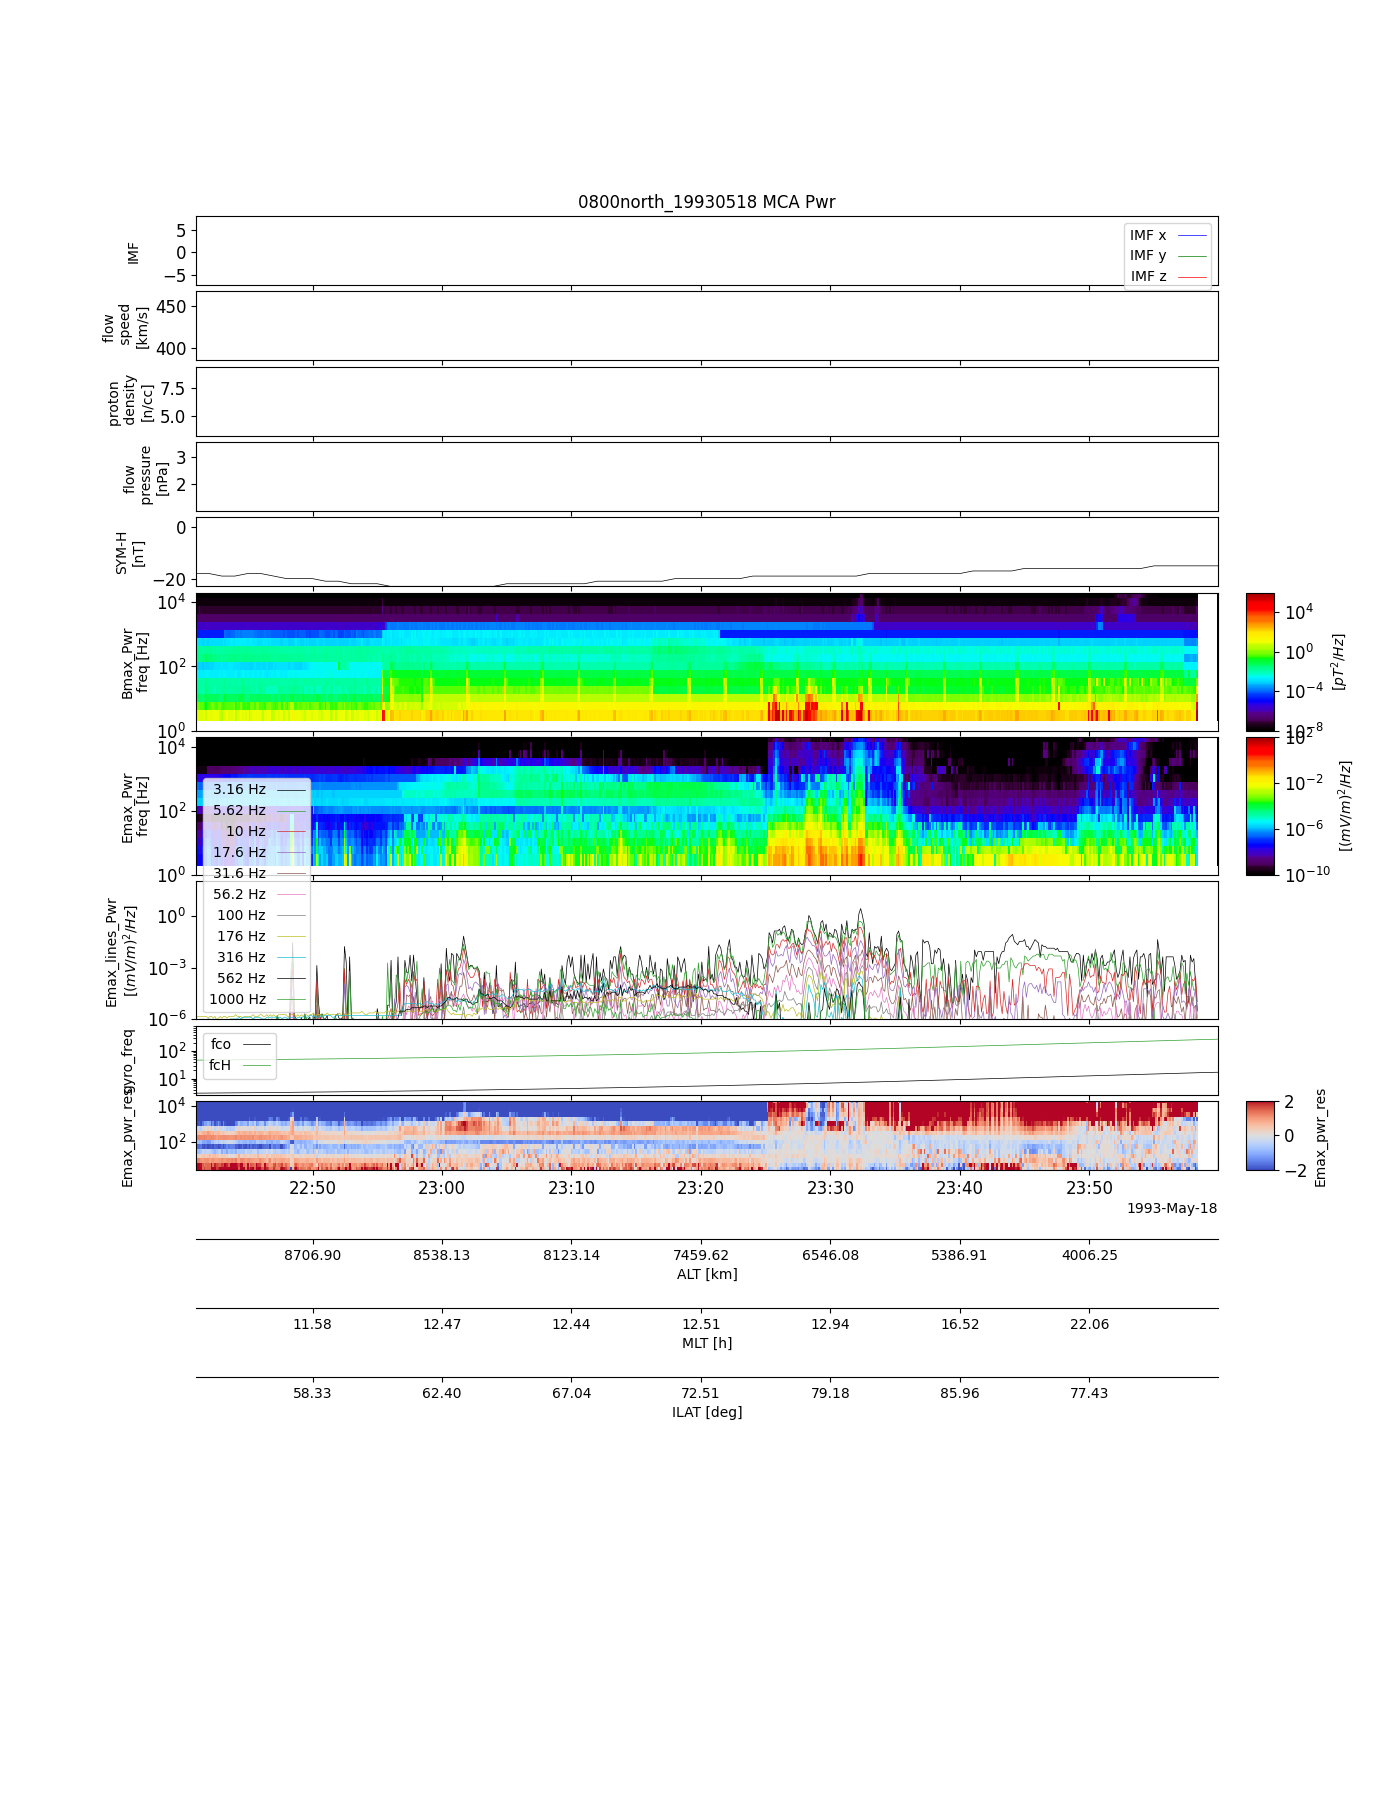 0800north_19930518 MCA Pwr
IMF
5
0
−5
IMF x
IMF y
IMF z
flow
speed
[km/s]
450
400
proton
density
[n/cc]
7.5
5.0
flow
pressure
[nPa]
3
2
SYM-H
[nT]
0
−20
Bmax_Pwr
freq [Hz]
10^4
10^2
10^0
10^4
10^0
10^−4
10^−8
[pT^2/Hz]
Emax_Pwr
freq [Hz]
10^4
10^2
10^0
10^2
10^−2
10^−6
10^−10
[(mV/m)^2/Hz]
3.16 Hz
5.62 Hz
10 Hz
17.6 Hz
31.6 Hz
56.2 Hz
100 Hz
176 Hz
316 Hz
562 Hz
1000 Hz
Emax_lines_Pwr
[(mV/m)^2/Hz]
10^0
10^−3
10^−6
gyro_freq
10^2
10^1
fco
fcH
Emax_pwr_res
10^4
10^2
2
0
−2
Emax_pwr_res
22:50 23:00 23:10 23:20 23:30 23:40 23:50
1993-May-18
8706.90 8538.13 8123.14 7459.62 6546.08 5386.91 4006.25
ALT [km]
11.58 12.47 12.44 12.51 12.94 16.52 22.06
MLT [h]
58.33 62.40 67.04 72.51 79.18 85.96 77.43
ILAT [deg]